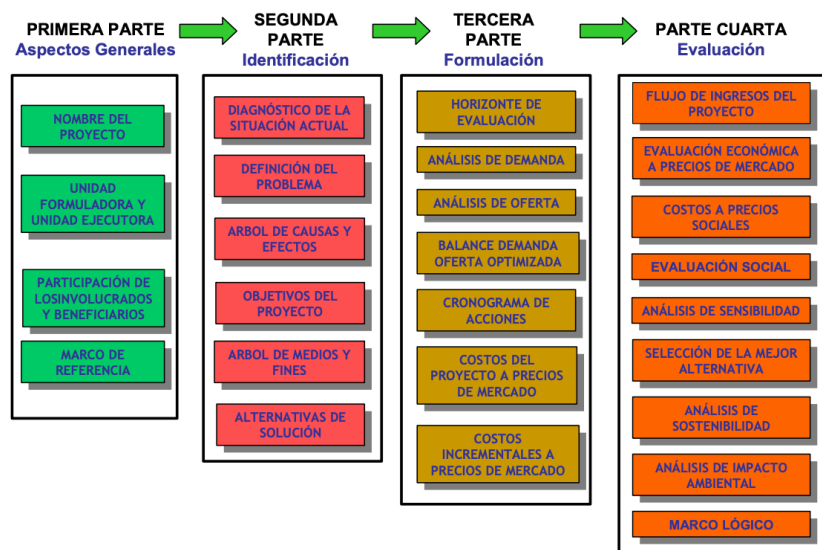 PRIMERA PARTE
Aspectos Generales
NOMBRE DEL
PROYECTO
UNIDAD
FORMULADORA Y
UNIDAD EJECUTORA
PARTICIPACIÓN DE
LOSINVOLUCRADOS
Y BENEFICIARIOS
MARCO DE
REFERENCIA
SEGUNDA
PARTE
Identificación
DIAGNÓSTICO DE LA
SITUACIÓN ACTUAL
DEFINICIÓN DEL
PROBLEMA
ARBOL DE CAUSAS Y
EFECTOS
OBJETIVOS DEL
PROYECTO
ARBOL DE MEDIOS Y
FINES
ALTERNATIVAS DE
SOLUCIÓN
TERCERA
PARTE
Formulación
HORIZONTE DE
EVALUACIÓN
ANÁLISIS DE DEMANDA
ANÁLISIS DE OFERTA
BALANCE DEMANDA
OFERTA OPTIMIZADA
CRONOGRAMA DE
ACCIONES
COSTOS DEL
PROYECTO A PRECIOS
DE MERCADO
COSTOS
INCREMENTALES A
PRECIOS DE MERCADO
PARTE CUARTA
Evaluación
FLUJO DE INGRESOS DEL
PROYECTO
EVALUACIÓN ECONÓMICA
A PRECIOS DE MERCADO
COSTOS A PRECIOS
SOCIALES
EVALUACIÓN SOCIAL
ANÁLISIS DE SENSIBILIDAD
SELECCIÓN DE LA MEJOR
ALTERNATIVA
ANÁLISIS DE
SOSTENIBILIDAD
ANÁLISIS DE IMPACTO
AMBIENTAL
MARCO LÓGICO